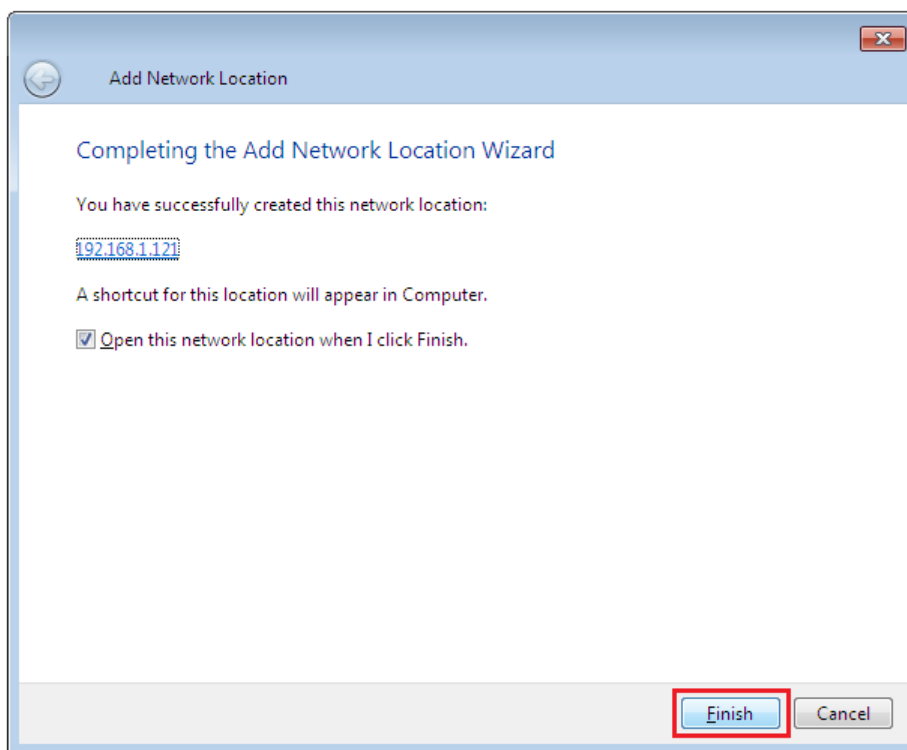 Add Network Location
Completing the Add Network Location Wizard
You have successfully created this network location:
192.168.1.121
A shortcut for this location will appear in Computer.
Open this network location when I click Finish.
Finish Cancel